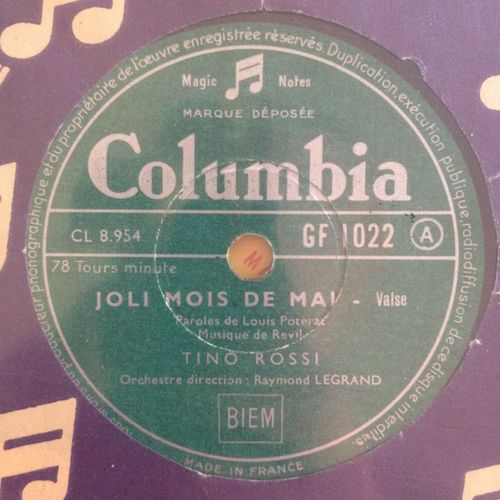 Magic Notes
MARQUE DÉPOSÉE
Columbia
CL 8.954
GF 1022 A
78 Tours minute
JOLI MOIS DE MAI - Valse
Paroles de Louis Poterat
Musique de Revil
TINO ROSSI
Orchestre direction : Raymond LEGRAND
BIEM
MADE IN FRANCE
phonographique et du propriétaire de l'œuvre enregistrée réservés. Duplication, exécution publique, radiodiffusion de ce disque interdites.